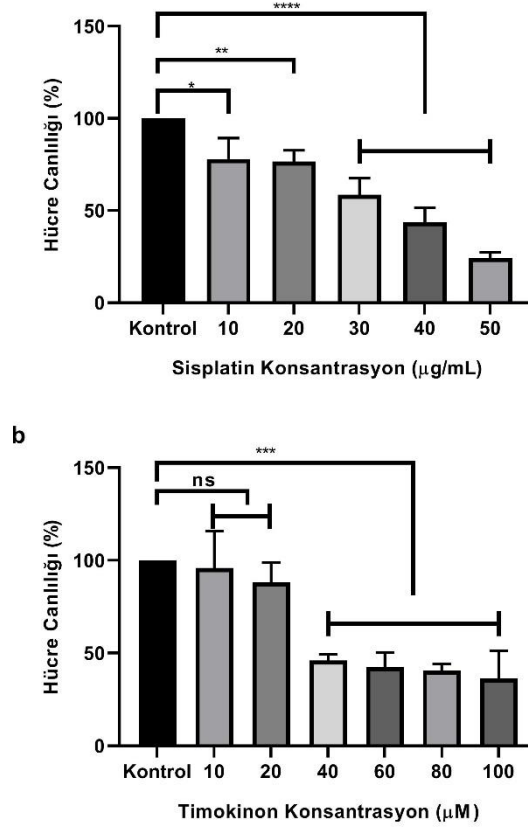 ****
150
**
*
100
50
0
Hücre Canlılığı (%)
Kontrol 10 20 30 40 50
Sisplatin Konsantrasyon (μg/mL)
b
***
150
ns
100
50
0
Hücre Canlılığı (%)
Kontrol 10 20 40 60 80 100
Timokinon Konsantrasyon (μM)